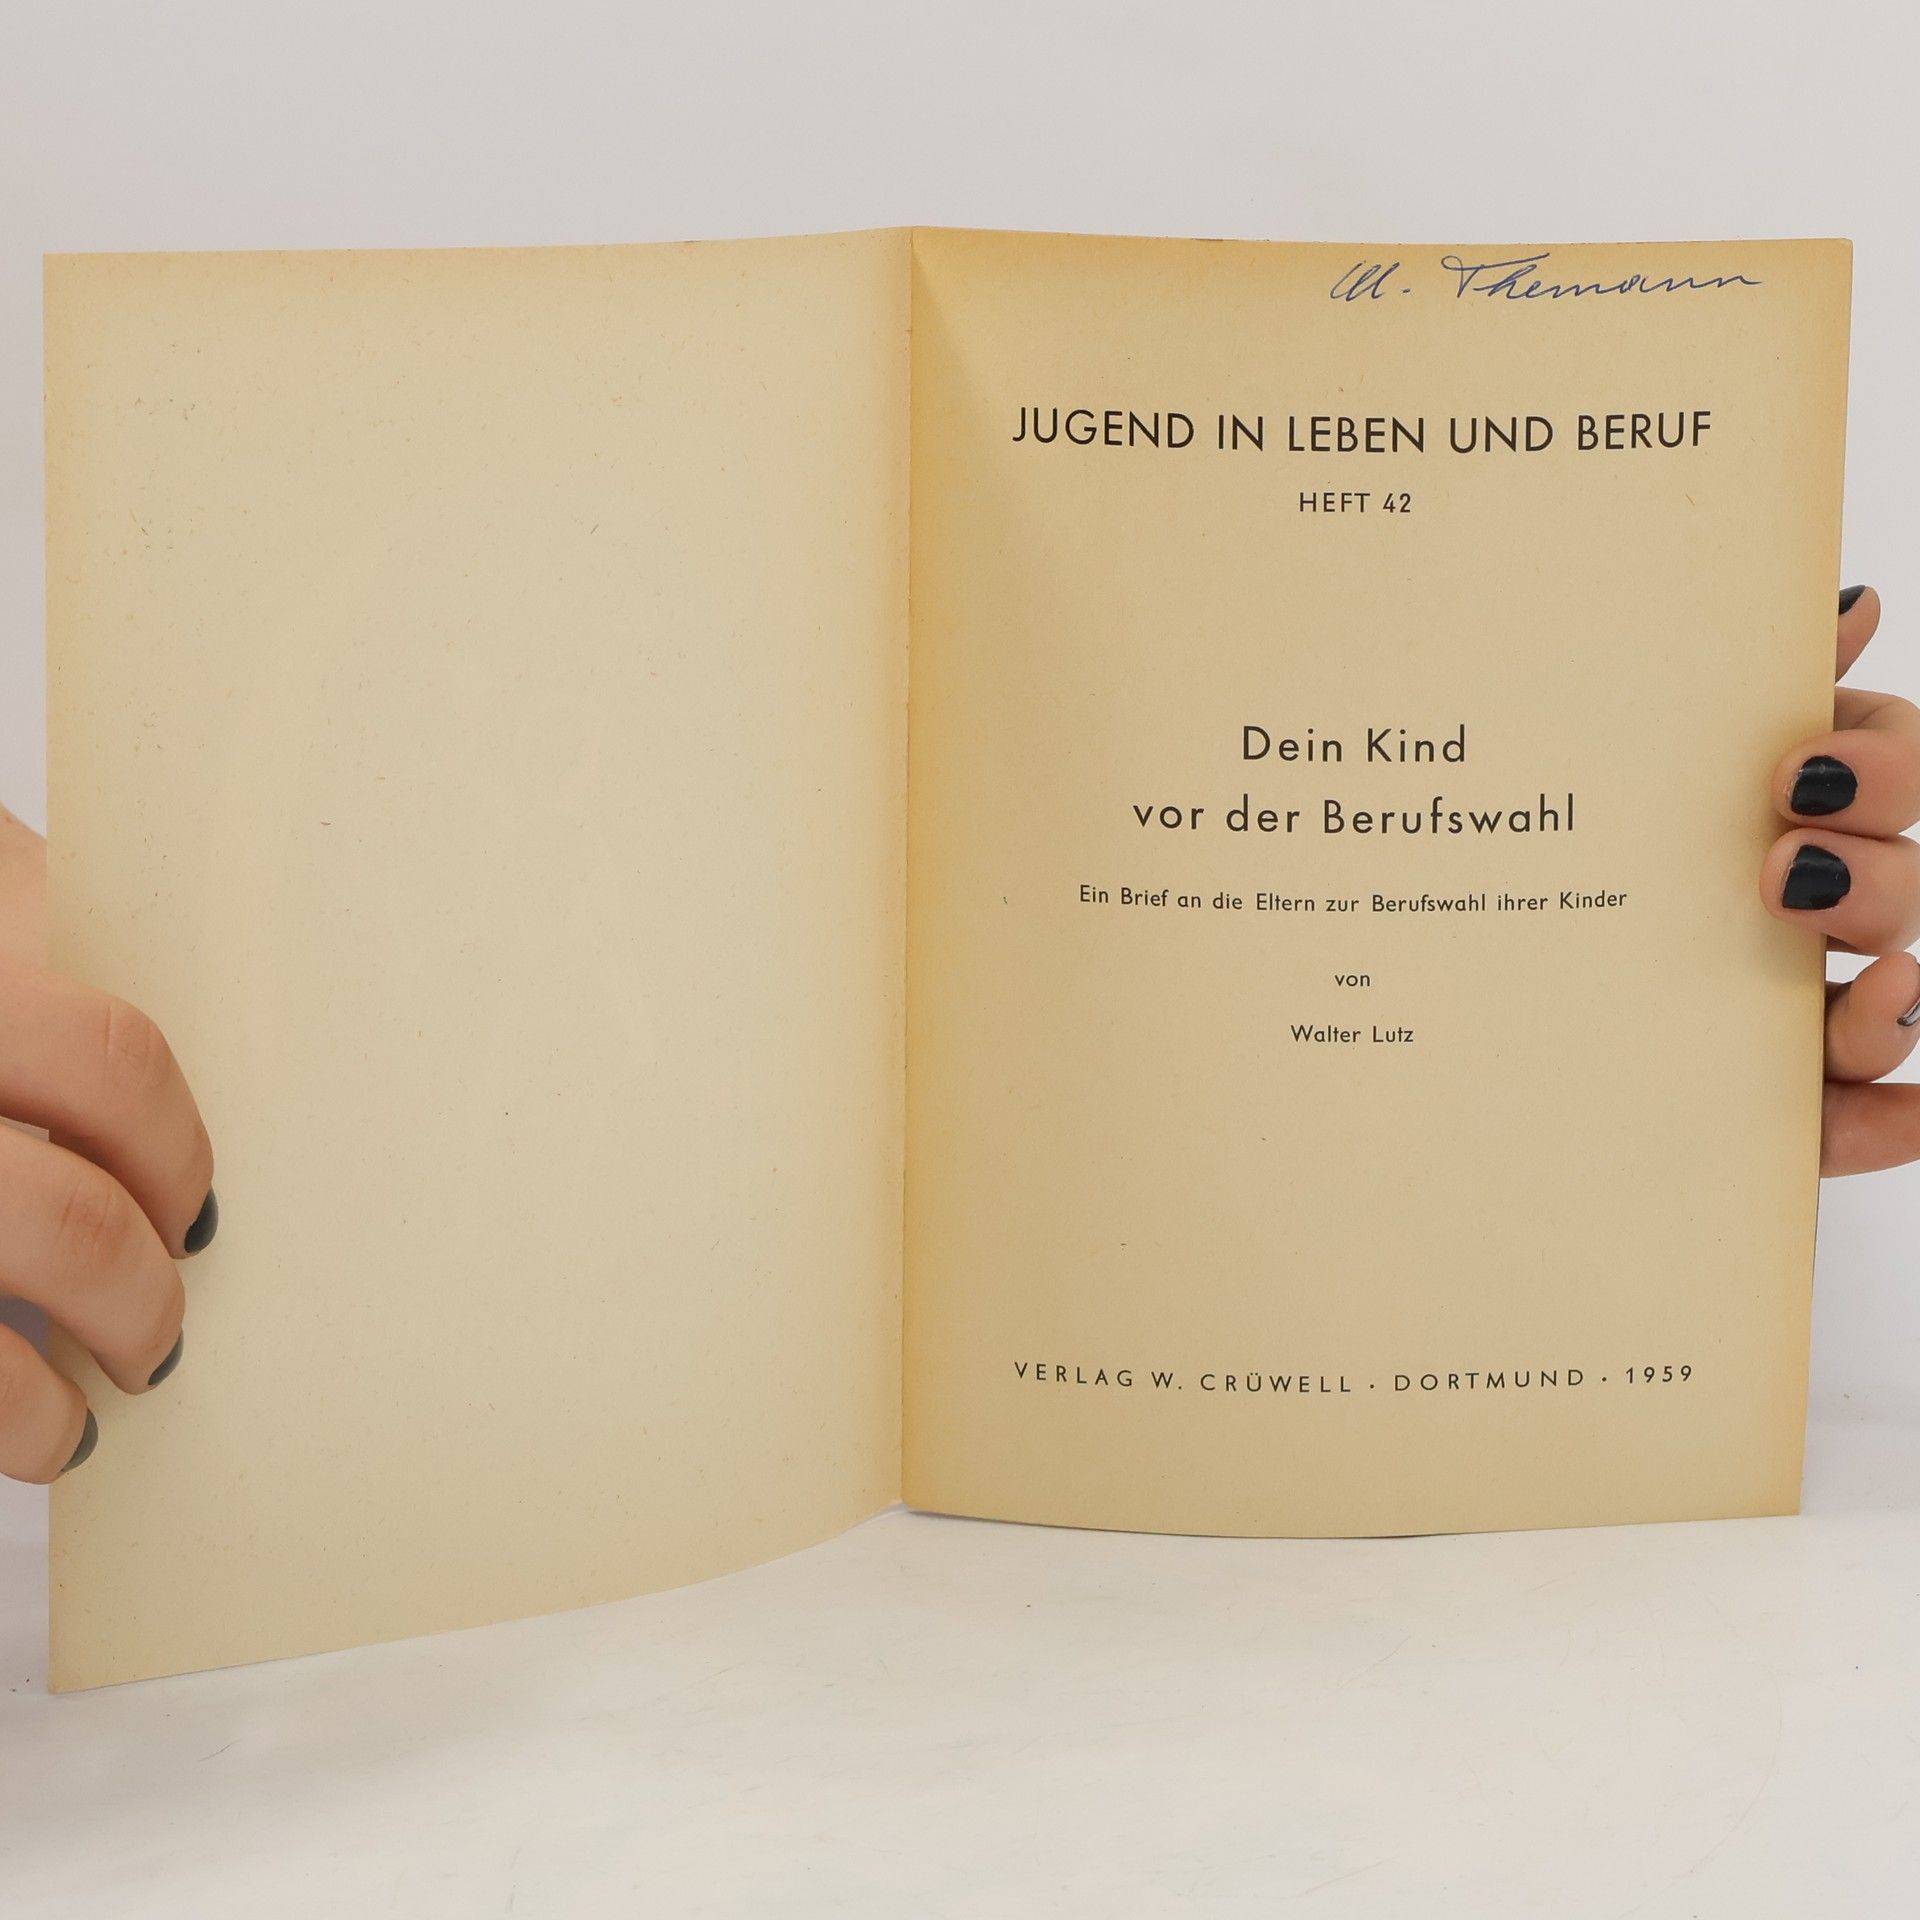 M. Themann
JUGEND IN LEBEN UND BERUF
HEFT 42
Dein Kind
vor der Berufswahl
Ein Brief an die Eltern zur Berufswahl ihrer Kinder
von
Walter Lutz
VERLAG W. CRÜWELL · DORTMUND · 1959